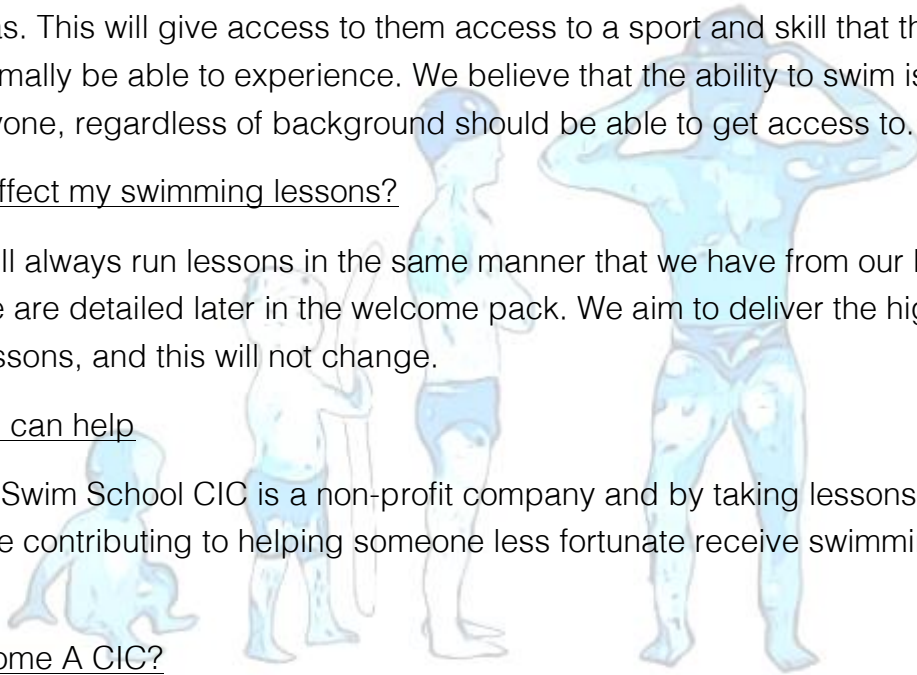 as. This will give access to them access to a sport and skill that th
mally be able to experience. We believe that the ability to swim is
yone, regardless of background should be able to get access to.
ffect my swimming lessons?
ll always run lessons in the same manner that we have from our
e are detailed later in the welcome pack. We aim to deliver the hig
ssons, and this will not change.
can help
Swim School CIC is a non-profit company and by taking lessons
e contributing to helping someone less fortunate receive swimmi
ome A CIC?